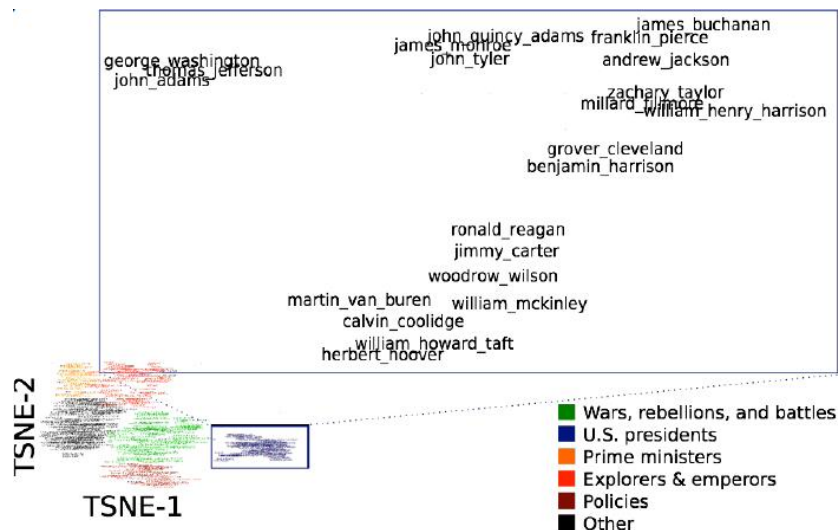 james_buchanan
john_quincy_adams
franklin_pierce
james_monroe
john_tyler
andrew_jackson
george_washington
thomas_jefferson
john_adams
zachary_taylor
millard_fillmore
william_henry_harrison
grover_cleveland
benjamin_harrison
ronald_reagan
jimmy_carter
woodrow_wilson
martin_van_buren
william_mckinley
calvin_coolidge
william_howard_taft
herbert_hoover
TSNE-2
TSNE-1
Wars, rebellions, and battles
U.S. presidents
Prime ministers
Explorers & emperors
Policies
Other